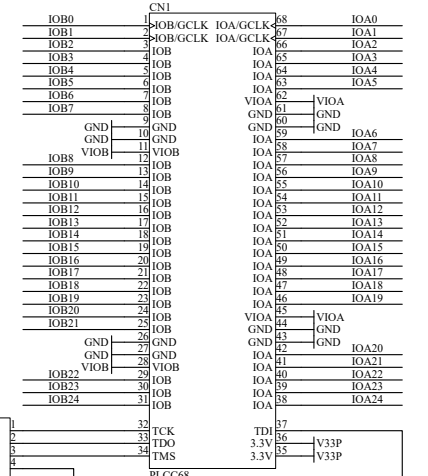 CN1
IOB0 1 IOB/GCLK IOA/GCLK 68 IOA0
IOB1 2 IOB/GCLK IOA/GCLK 67 IOA1
IOB2 3 IOB IOA 66 IOA2
IOB3 4 IOB IOA 65 IOA3
IOB4 5 IOB IOA 64 IOA4
IOB5 6 IOB IOA 63 IOA5
IOB6 7 IOB VIOA 62 VIOA
IOB7 8 IOB GND 61 GND
GND 9 GND GND 60 GND
GND 10 GND IOA 59 IOA6
VIOB 11 VIOB IOA 58 IOA7
IOB8 12 IOB IOA 57 IOA8
IOB9 13 IOB IOA 56 IOA9
IOB10 14 IOB IOA 55 IOA10
IOB11 15 IOB IOA 54 IOA11
IOB12 16 IOB IOA 53 IOA12
IOB13 17 IOB IOA 52 IOA13
IOB14 18 IOB IOA 51 IOA14
IOB15 19 IOB IOA 50 IOA15
IOB16 20 IOB IOA 49 IOA16
IOB17 21 IOB IOA 48 IOA17
IOB18 22 IOB IOA 47 IOA18
IOB19 23 IOB IOA 46 IOA19
IOB20 24 IOB VIOA 45 VIOA
IOB21 25 IOB GND 44 GND
GND 26 GND GND 43 GND
GND 27 GND IOA 42 IOA20
VIOB 28 VIOB IOA 41 IOA21
IOB22 29 IOB IOA 40 IOA22
IOB23 30 IOB IOA 39 IOA23
IOB24 31 IOB IOA 38 IOA24
1 32 TCK TDI 37
2 33 TDO 3.3V 36 V33P
3 34 TMS 3.3V 35 V33P
4
PLCC68